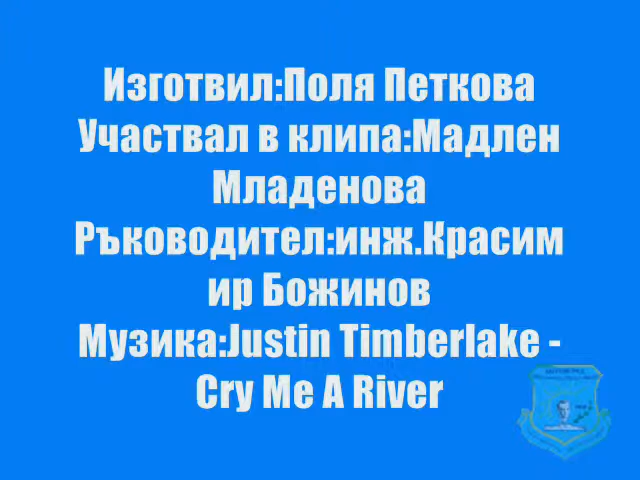 Изготвил:Поля Петкова
Участвал в клипа:Мадлен
Младенова
Ръководител:инж.Красим
ир Божинов
Музика:Justin Timberlake -
Cry Me A River